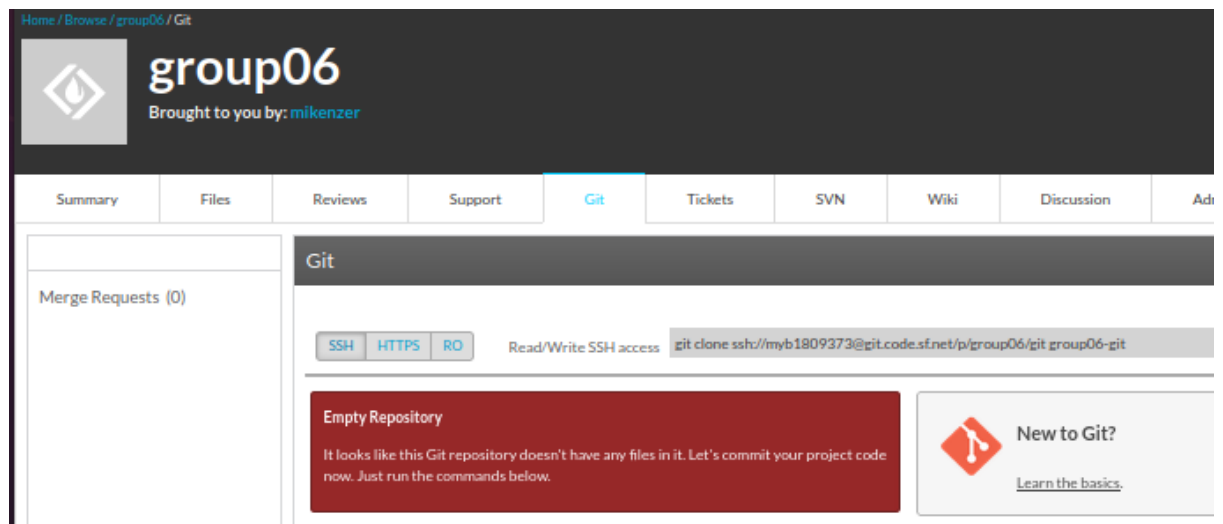 Home / Browse / group06 / Git
group06
Brought to you by: mikenzer
Summary Files Reviews Support Git Tickets SVN Wiki Discussion
Git
Merge Requests (0)
SSH HTTPS RO Read/Write SSH access git clone ssh://myb1809373@git.code.sf.net/p/group06/git group06-git
Empty Repository
It looks like this Git repository doesn't have any files in it. Let's commit your project code
now. Just run the commands below.
New to Git?
Learn the basics.